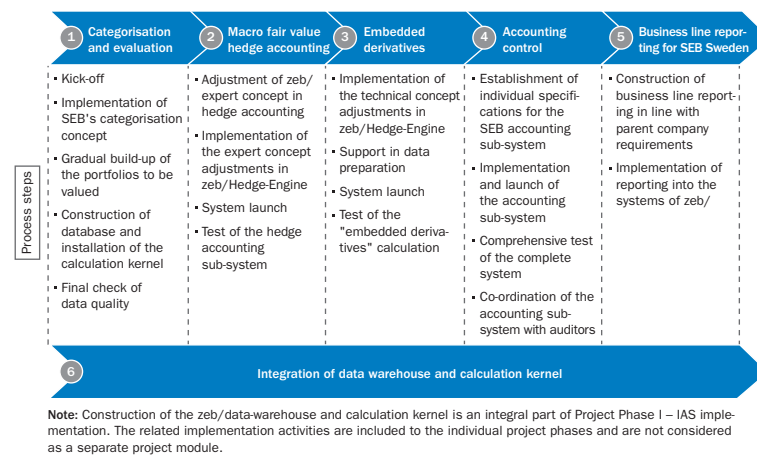 Process steps
1
Categorisation
and evaluation
Kick-off
Implementation of
SEB's categorisation
concept
Gradual build-up of
the portfolios to be
valued
Construction of
database and
installation of the
calculation kernel
Final check of
data quality
2
Macro fair value
hedge accounting
Adjustment of zeb/
expert concept in
hedge accounting
Implementation of
the expert concept
adjustments in
zeb/Hedge-Engine
System launch
Test of the hedge
accounting
sub-system
3
Embedded
derivatives
Implementation of
the technical concept
adjustments in
zeb/Hedge-Engine
Support in data
preparation
System launch
Test of the
"embedded deriva-
tives" calculation
4
Accounting
control
Establishment of
individual specifi-
cations for the
SEB accounting
sub-system
Implementation
and launch of
the accounting
sub-system
Comprehensive test
of the complete
system
Co-ordination of the
accounting sub-
system with auditors
5
Business line repor-
ting for SEB Sweden
Construction of
business line report-
ing in line with
parent company
requirements
Implementation of
reporting into the
systems of zeb/
6
Integration of data warehouse and calculation kernel
Note: Construction of the zeb/data-warehouse and calculation kernel is an integral part of Project Phase I – IAS imple-
mentation. The related implementation activities are included to the individual project phases and are not considered
as a separate project module.